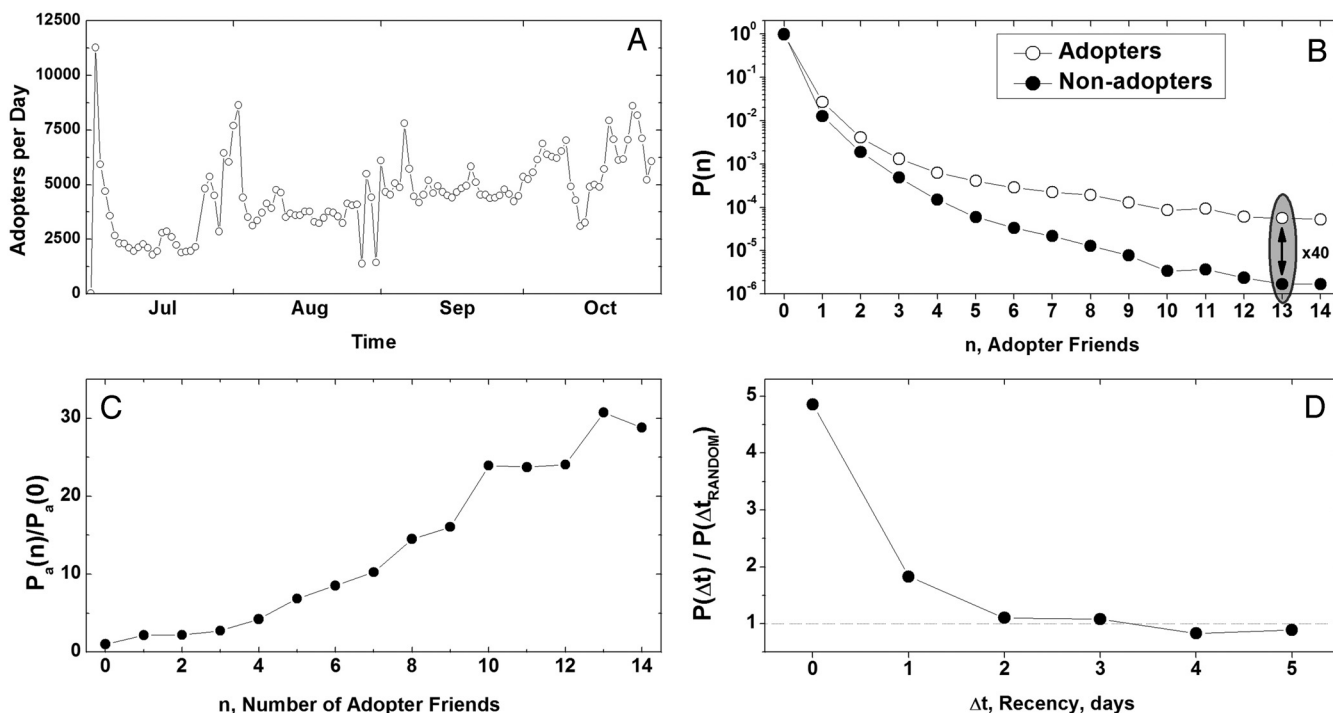 A
Adopters per Day
12500
10000
7500
5000
2500
0
Jul Aug Sep Oct
Time
B
Adopters
Non-adopters
P(n)
10^0
10^-1
10^-2
10^-3
10^-4
10^-5
10^-6
x40
0 1 2 3 4 5 6 7 8 9 10 11 12 13 14
n, Adopter Friends
C
P_a(n)/P_a(0)
30
20
10
0
0 2 4 6 8 10 12 14
n, Number of Adopter Friends
D
P(Δt) / P(Δt_RANDOM)
5
4
3
2
1
0 1 2 3 4 5
Δt, Recency, days